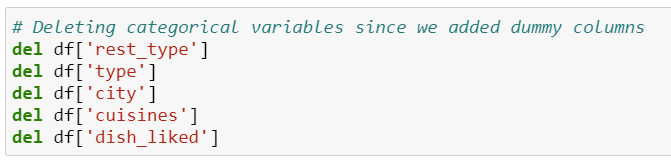 # Deleting categorical variables since we added dummy columns
del df['rest_type']
del df['type']
del df['city']
del df['cuisines']
del df['dish_liked']